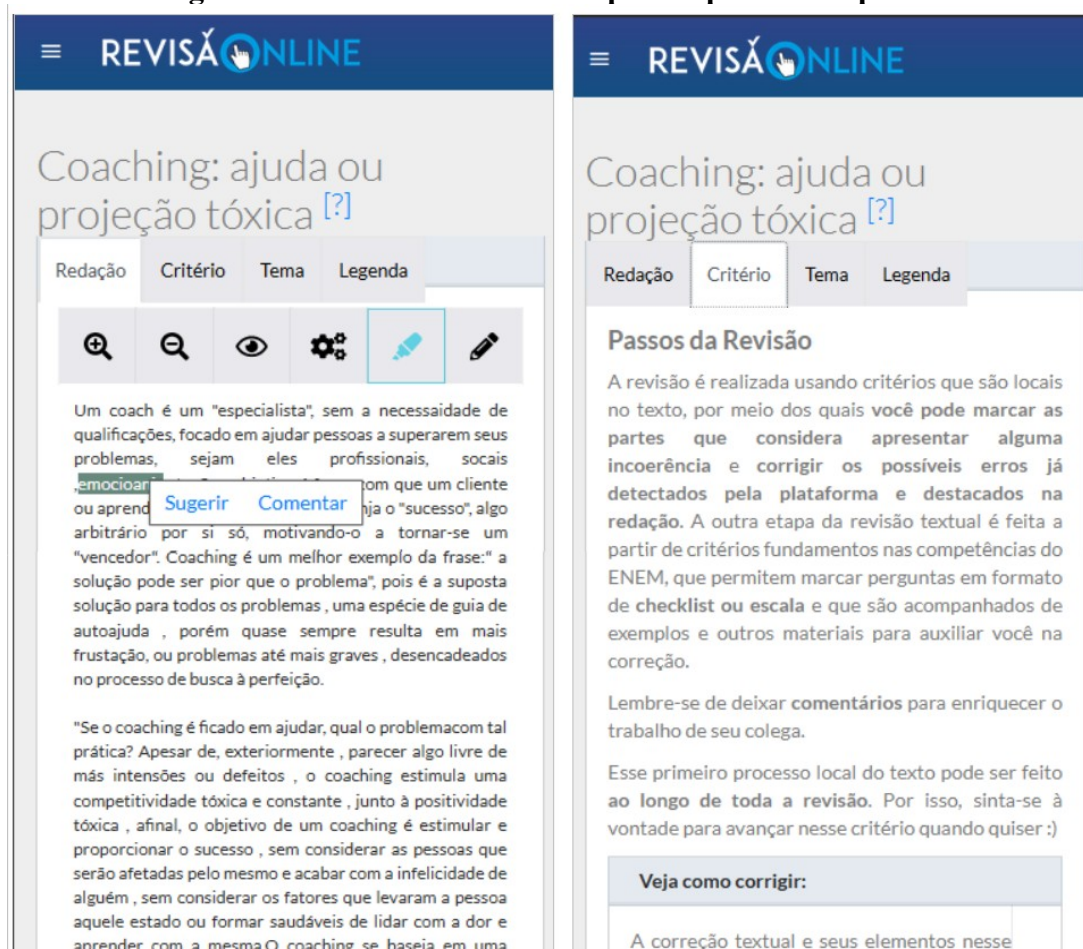 REVISÃONLINE
Coaching: ajuda ou
projeção tóxica [?]
Redação Critério Tema Legenda
Um coach é um "especialista", sem a necessaidade de
qualificações, focado em ajudar pessoas a superarem seus
problemas, sejam eles profissionais, socais
,emocioar
ou aprend
om que um cliente
nja o "sucesso", algo
Sugerir Comentar
arbitrário por si só, motivando-o a tornar-se um
"vencedor". Coaching é um melhor exemplo da frase:" a
solução pode ser pior que o problema", pois é a suposta
solução para todos os problemas , uma espécie de guia de
autoajuda , porém quase sempre resulta em mais
frustação, ou problemas até mais graves , desencadeados
no processo de busca à perfeição.
"Se o coaching é ficado em ajudar, qual o problemacom tal
prática? Apesar de, exteriormente , parecer algo livre de
más intensões ou defeitos , o coaching estimula uma
competitividade tóxica e constante , junto à positividade
tóxica , afinal, o objetivo de um coaching é estimular e
proporcionar o sucesso , sem considerar as pessoas que
serão afetadas pelo mesmo e acabar com a infelicidade de
alguém , sem considerar os fatores que levaram a pessoa
aquele estado ou formar saudáveis de lidar com a dor e
aprender com a mesma.O coaching se baseia em uma
REVISÃONLINE
Coaching: ajuda ou
projeção tóxica [?]
Redação Critério Tema Legenda
Passos da Revisão
A revisão é realizada usando critérios que são locais
no texto, por meio dos quais você pode marcar as
partes que considera apresentar alguma
incoerência e corrigir os possíveis erros já
detectados pela plataforma e destacados na
redação. A outra etapa da revisão textual é feita a
partir de critérios fundamentos nas competências do
ENEM, que permitem marcar perguntas em formato
de checklist ou escala e que são acompanhados de
exemplos e outros materiais para auxiliar você na
correção.
Lembre-se de deixar comentários para enriquecer o
trabalho de seu colega.
Esse primeiro processo local do texto pode ser feito
ao longo de toda a revisão. Por isso, sinta-se à
vontade para avançar nesse critério quando quiser :)
Veja como corrigir:
A correção textual e seus elementos nesse